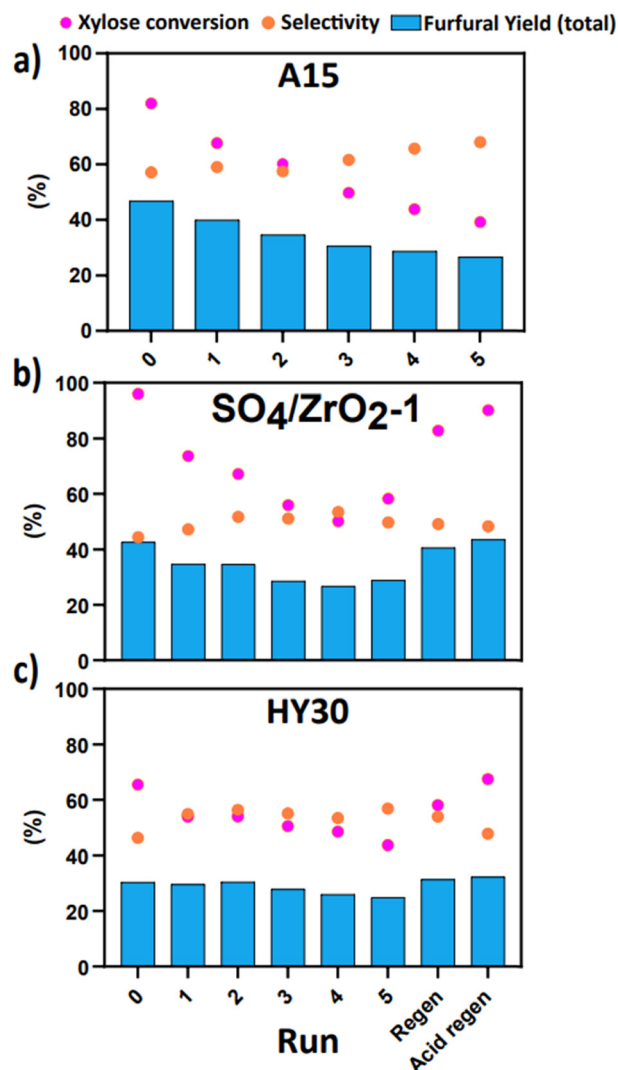 Xylose conversion Selectivity Furfural Yield (total)
a)
A15
100
80
60
40
20
0
(%)
0 1 2 3 4 5
b)
SO4/ZrO2-1
100
80
60
40
20
0
(%)
c)
HY30
100
80
60
40
20
0
(%)
0 1 2 3 4 5 Regen Acid regen
Run